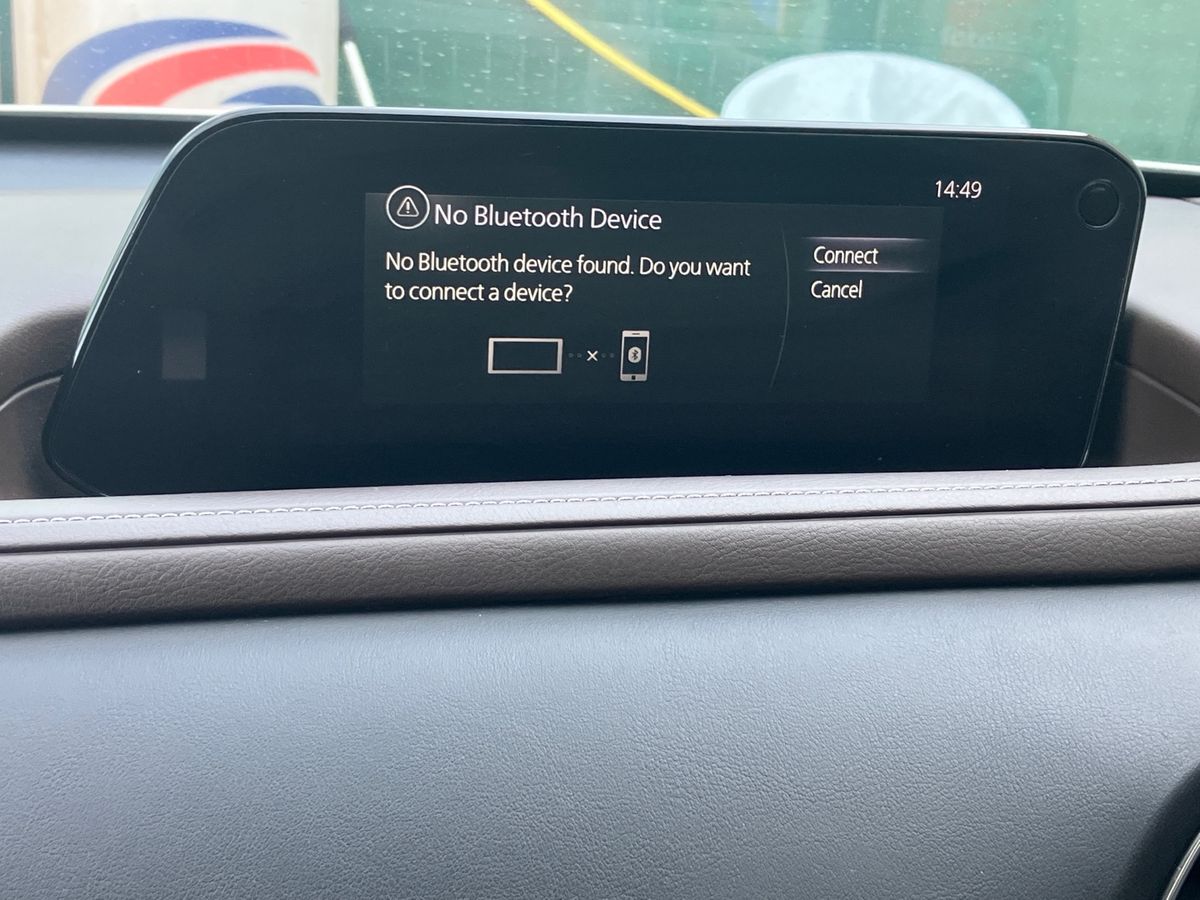 14:49
No Bluetooth Device
No Bluetooth device found. Do you want
to connect a device?
Connect
Cancel